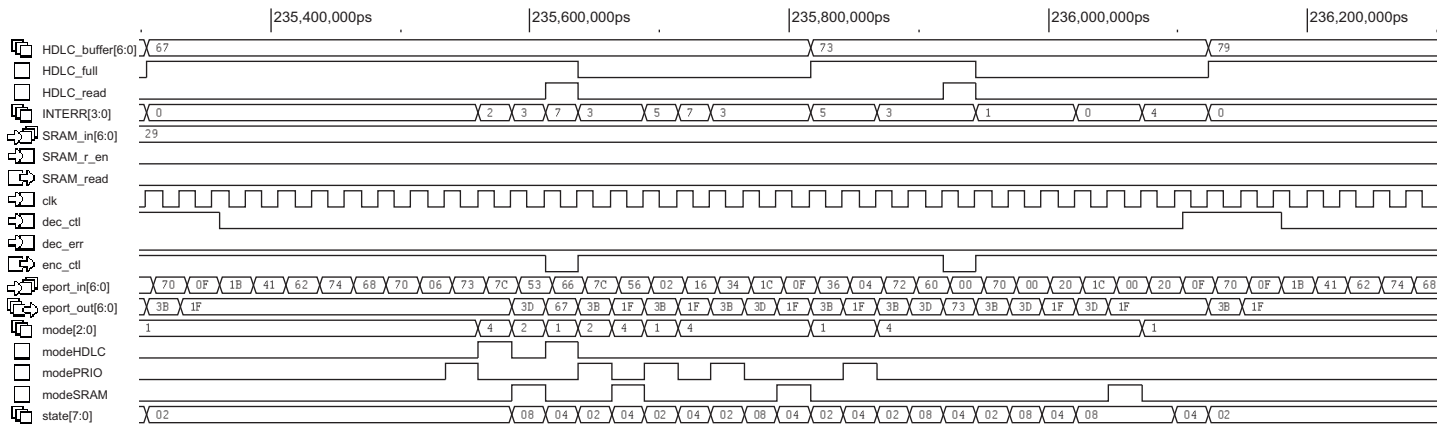 235,400,000ps 235,600,000ps 235,800,000ps 236,000,000ps 236,200,000ps
HDLC_buffer[6:0] 67 73 79
HDLC_full
HDLC_read
INTERR[3:0] 0 2 3 7 3 5 7 3 5 3 1 0 4 0
SRAM_in[6:0] 29
SRAM_r_en
SRAM_read
clk
dec_ctl
dec_err
enc_ctl
eport_in[6:0] 70 0F 1B 41 62 74 68 70 06 73 7C 53 66 7C 56 02 16 34 1C 0F 36 04 72 60 00 70 00 20 1C 00 20 0F 70 0F 1B 41 62 74 68
eport_out[6:0] 3B 1F 3D 67 3B 1F 3B 1F 3B 3D 1F 3B 1F 3B 3D 73 3B 3D 1F 3D 1F 3B 1F
mode[2:0] 1 4 2 1 2 4 1 4 1 4 1
modeHDLC
modePRIO
modeSRAM
state[7:0] 02 08 04 02 04 02 04 02 08 04 02 04 02 08 04 02 08 04 08 04 02